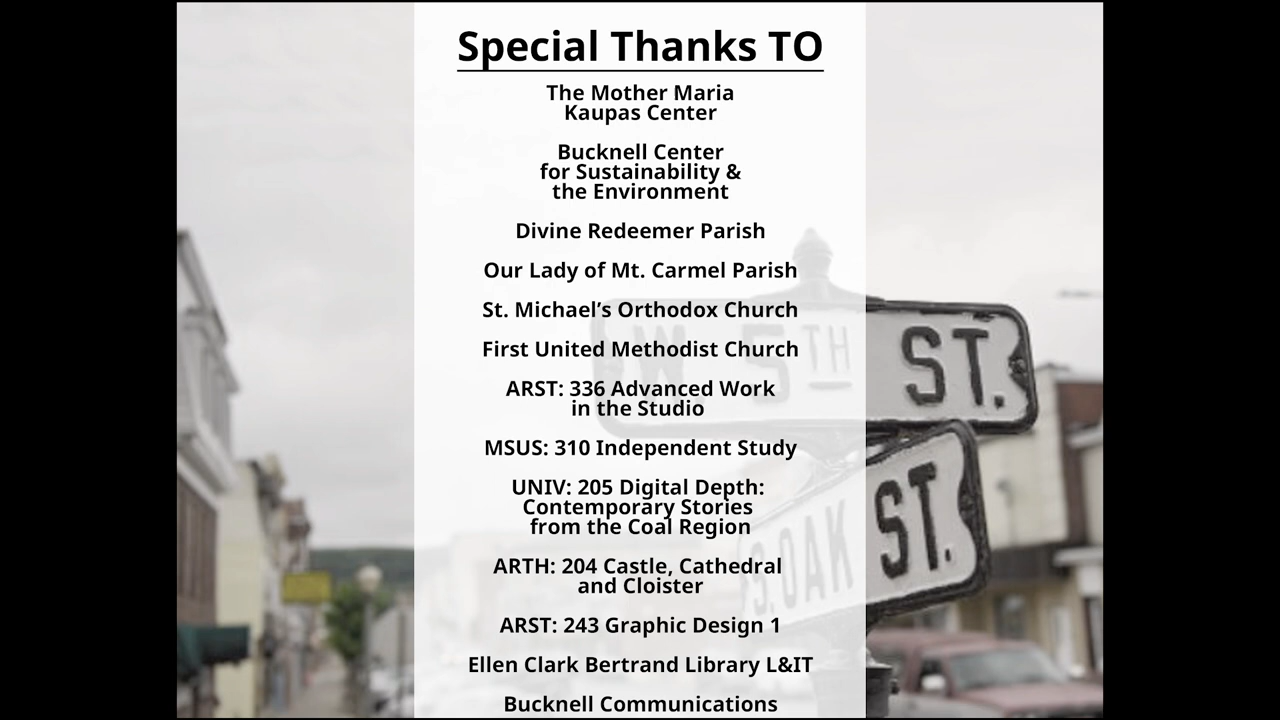 Special Thanks TO
The Mother Maria
Kaupas Center
Bucknell Center
for Sustainability &
the Environment
Divine Redeemer Parish
Our Lady of Mt. Carmel Parish
St. Michael’s Orthodox Church
First United Methodist Church
ARST: 336 Advanced Work
in the Studio
MSUS: 310 Independent Study
UNIV: 205 Digital Depth:
Contemporary Stories
from the Coal Region
ARTH: 204 Castle, Cathedral
and Cloister
ARST: 243 Graphic Design 1
Ellen Clark Bertrand Library L&IT
Bucknell Communications
W. 5TH ST.
S. OAK ST.